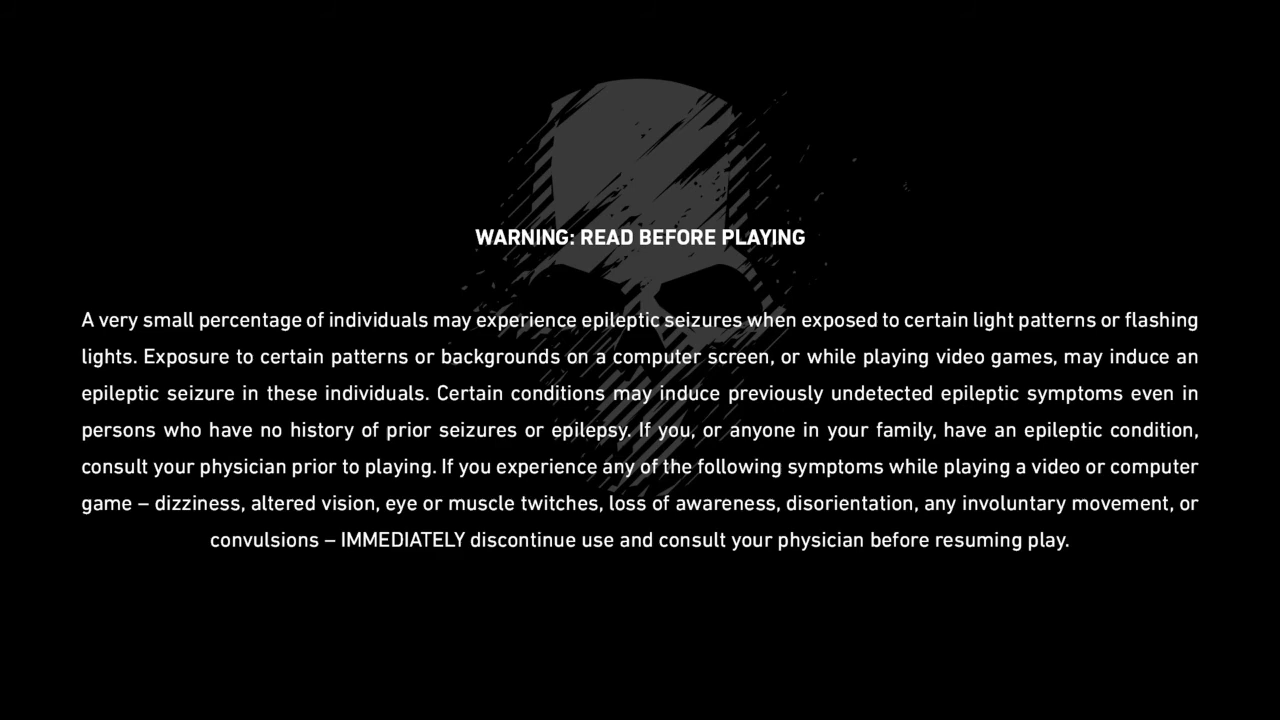 WARNING: READ BEFORE PLAYING
A very small percentage of individuals may experience epileptic seizures when exposed to certain light patterns or flashing
lights. Exposure to certain patterns or backgrounds on a computer screen, or while playing video games, may induce an
epileptic seizure in these individuals. Certain conditions may induce previously undetected epileptic symptoms even in
persons who have no history of prior seizures or epilepsy. If you, or anyone in your family, have an epileptic condition,
consult your physician prior to playing. If you experience any of the following symptoms while playing a video or computer
game – dizziness, altered vision, eye or muscle twitches, loss of awareness, disorientation, any involuntary movement, or
convulsions – IMMEDIATELY discontinue use and consult your physician before resuming play.